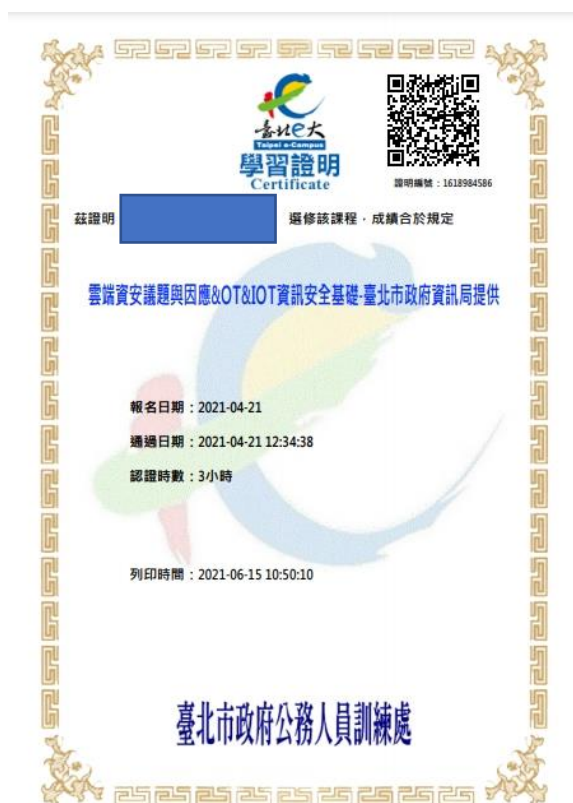 臺北e大
Taipei e-Campus
學習證明
Certificate
證明編號：1618984586
茲證明
選修該課程，成績合於規定
雲端資安議題與因應&OT&IOT資訊安全基礎-臺北市政府資訊局提供
報名日期：2021-04-21
通過日期：2021-04-21 12:34:38
認證時數：3小時
列印時間：2021-06-15 10:50:10
臺北市政府公務人員訓練處